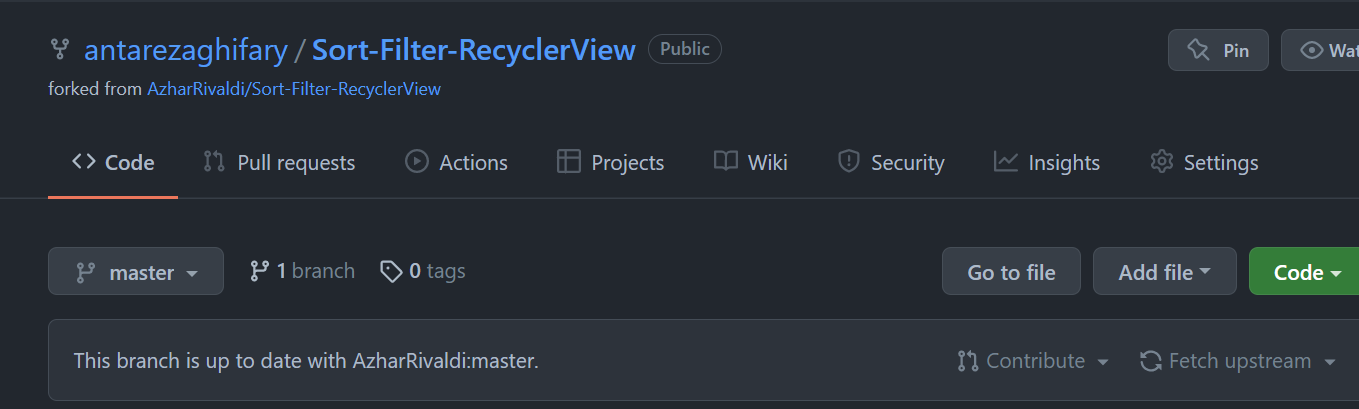 antarezaghifary / Sort-Filter-RecyclerView Public Pin Wat
forked from AzharRivaldi/Sort-Filter-RecyclerView
<> Code Pull requests Actions Projects Wiki Security Insights Settings
master 1 branch 0 tags Go to file Add file Code
This branch is up to date with AzharRivaldi:master. Contribute Fetch upstream